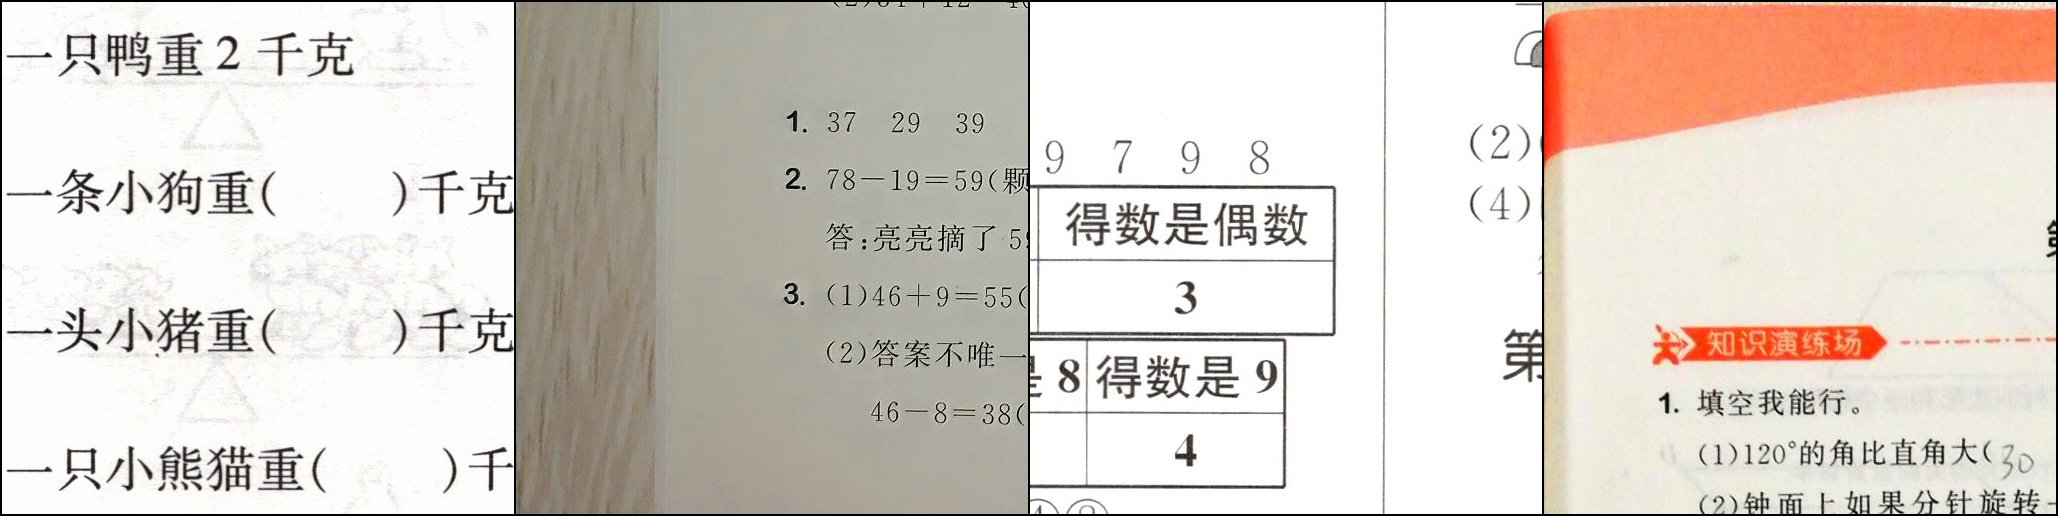 一只鸭重2千克
一条小狗重( )千克
一头小猪重( )千克
一只小熊猫重( )千
1. 37 29 39
2. 78－19＝59(颗
答:亮亮摘了 5
3. (1)46＋9＝55(
(2)答案不唯一
46－8＝38(
9 7 9 8
得数是偶数
3
是 8 得数是 9
4
(2)
(4)
第
知识演练场
1. 填空我能行。
(1)120°的角比直角大(30
(2)钟面上如果分针旋转一